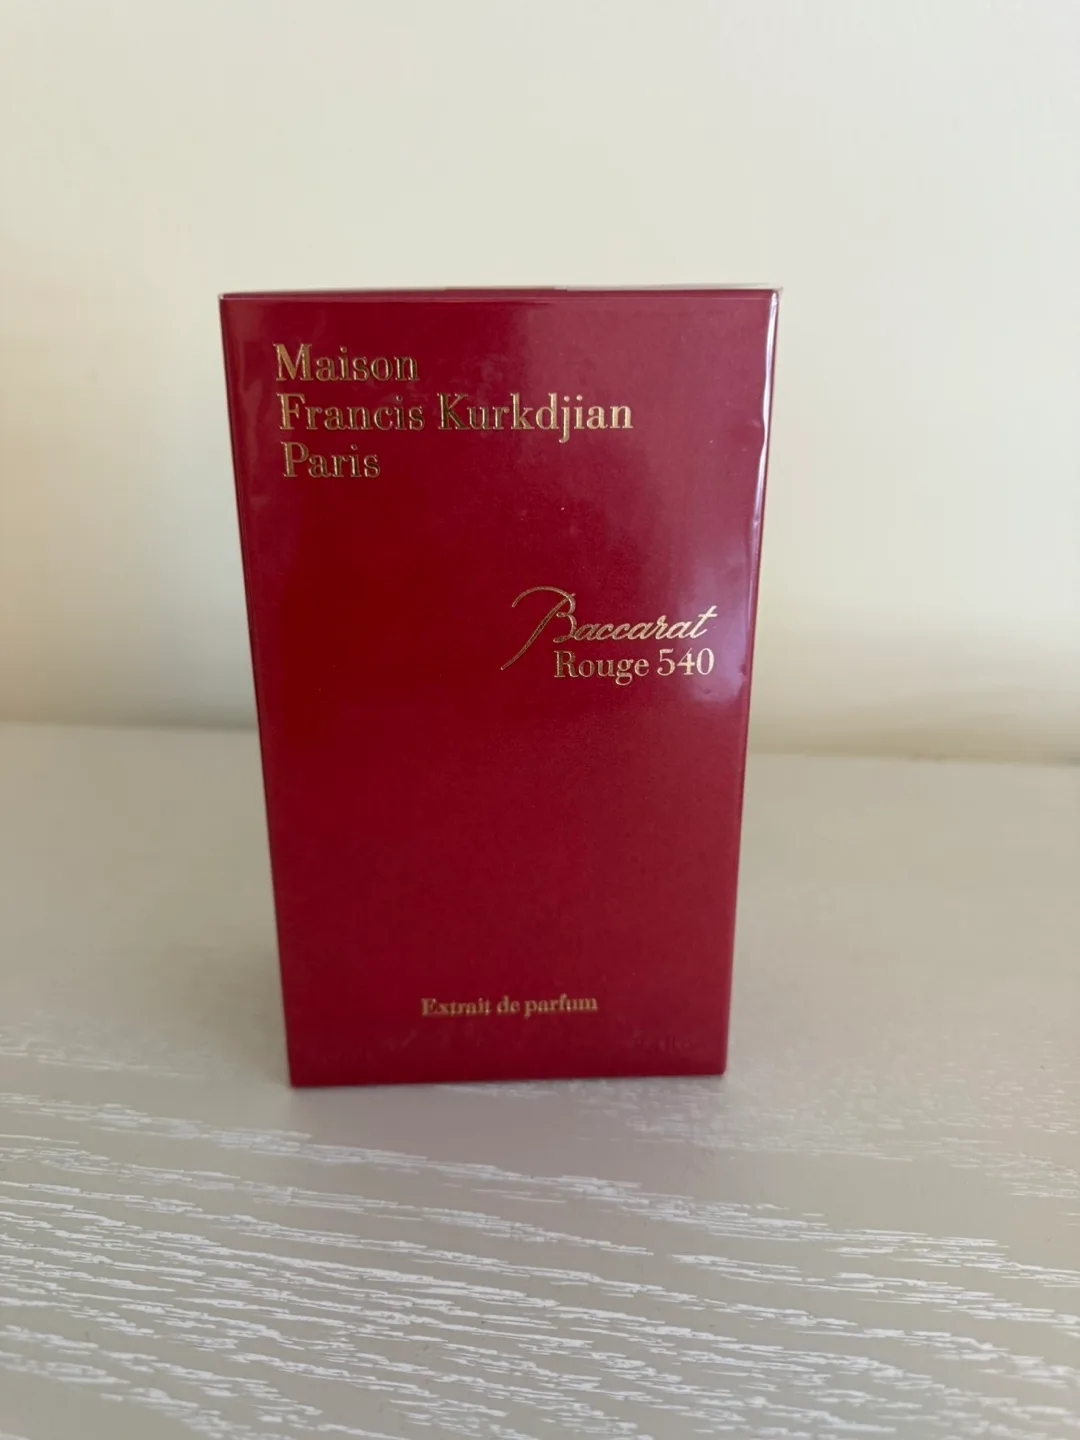 Maison
Francis Kurkdjian
Paris
Baccarat
Rouge 540
Extrait de parfum